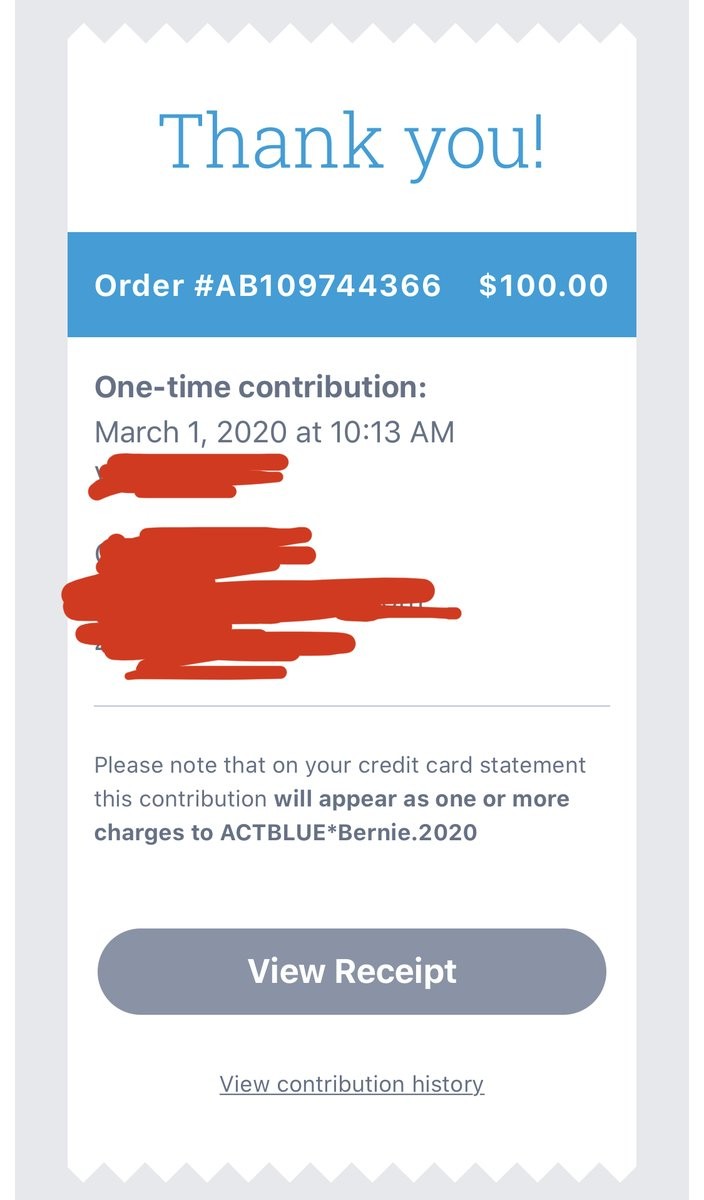 Thank you!
Order #AB109744366 $100.00
One-time contribution:
March 1, 2020 at 10:13 AM
Please note that on your credit card statement
this contribution will appear as one or more
charges to ACTBLUE*Bernie.2020
View Receipt
View contribution history